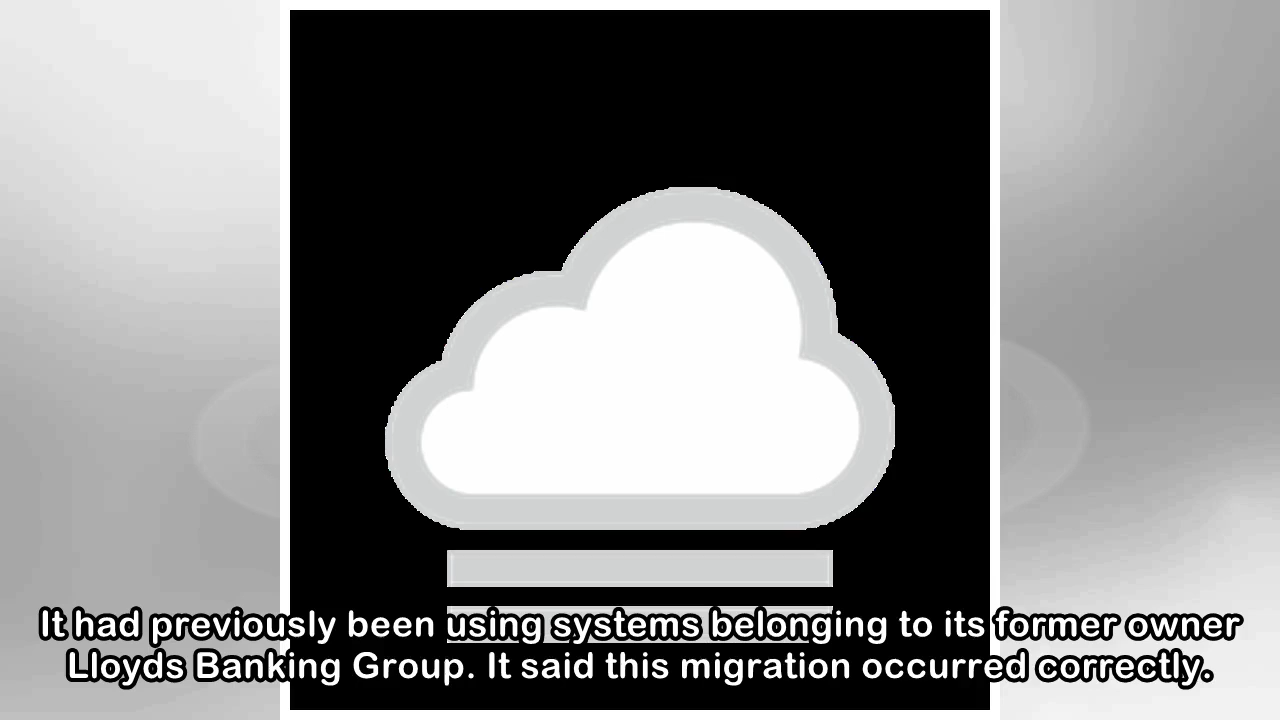 It had previously been using systems belonging to its former owner
Lloyds Banking Group. It said this migration occurred correctly.